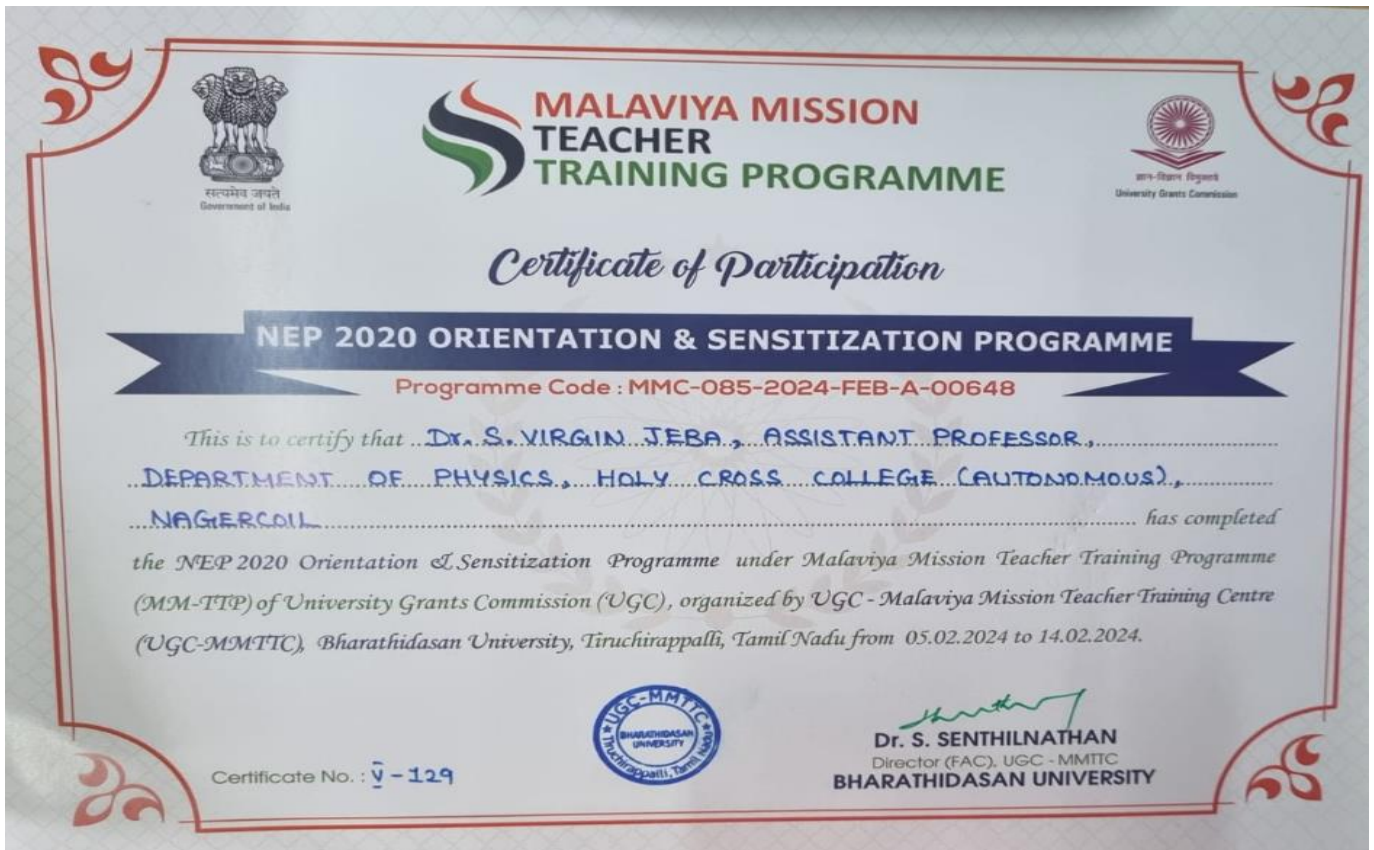 सत्यमेव जयते
Government of India
MALAVIYA MISSION
TEACHER
TRAINING PROGRAMME
ज्ञान-विज्ञान विमुक्तये
University Grants Commission
Certificate of Participation
NEP 2020 ORIENTATION & SENSITIZATION PROGRAMME
Programme Code : MMC-085-2024-FEB-A-00648
This is to certify that Dr. S. VIRGIN JEBA, ASSISTANT PROFESSOR,
DEPARTMENT OF PHYSICS, HOLY CROSS COLLEGE (AUTONOMOUS),
NAGERCOIL has completed
the NEP 2020 Orientation & Sensitization Programme under Malaviya Mission Teacher Training Programme
(MM-TTP) of University Grants Commission (UGC), organized by UGC - Malaviya Mission Teacher Training Centre
(UGC-MMTTC), Bharathidasan University, Tiruchirappalli, Tamil Nadu from 05.02.2024 to 14.02.2024.
UGC-MMTTC
BHARATHIDASAN
UNIVERSITY
Tiruchirappalli, Tamil Nadu
Dr. S. SENTHILNATHAN
Director (FAC), UGC - MMTTC
BHARATHIDASAN UNIVERSITY
Certificate No. : V - 129